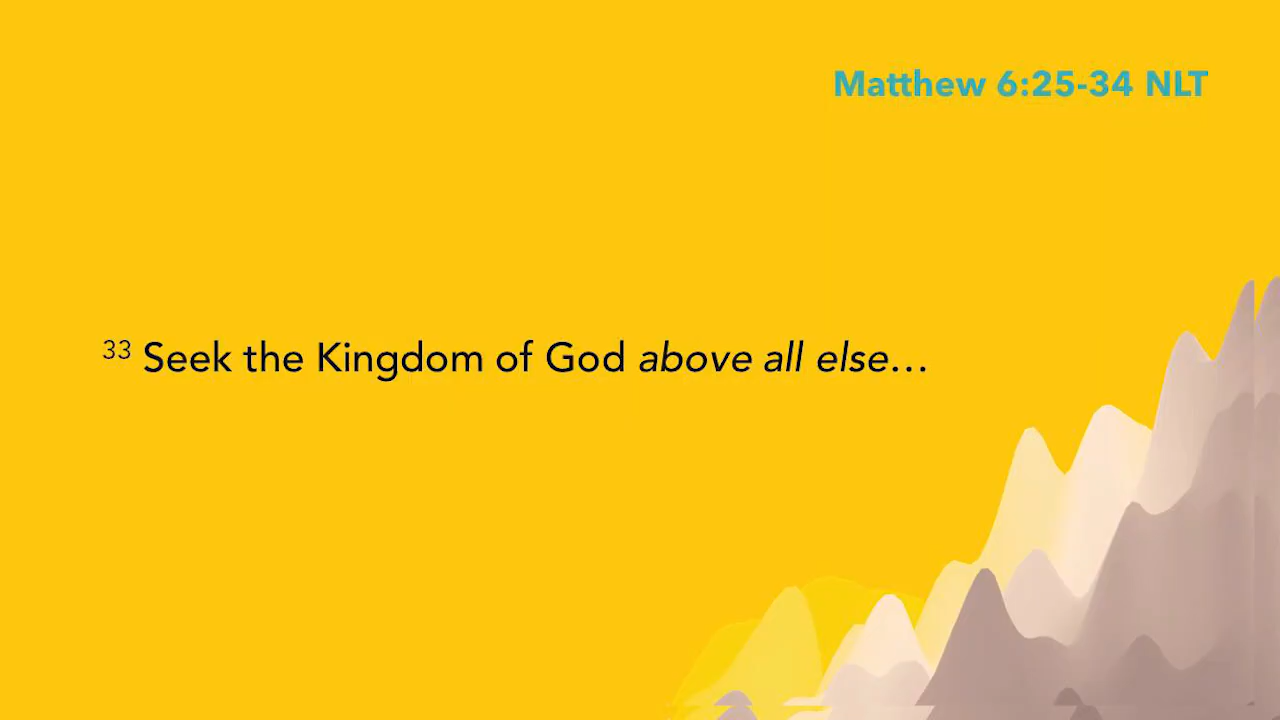 Matthew 6:25-34 NLT
33 Seek the Kingdom of God above all else…